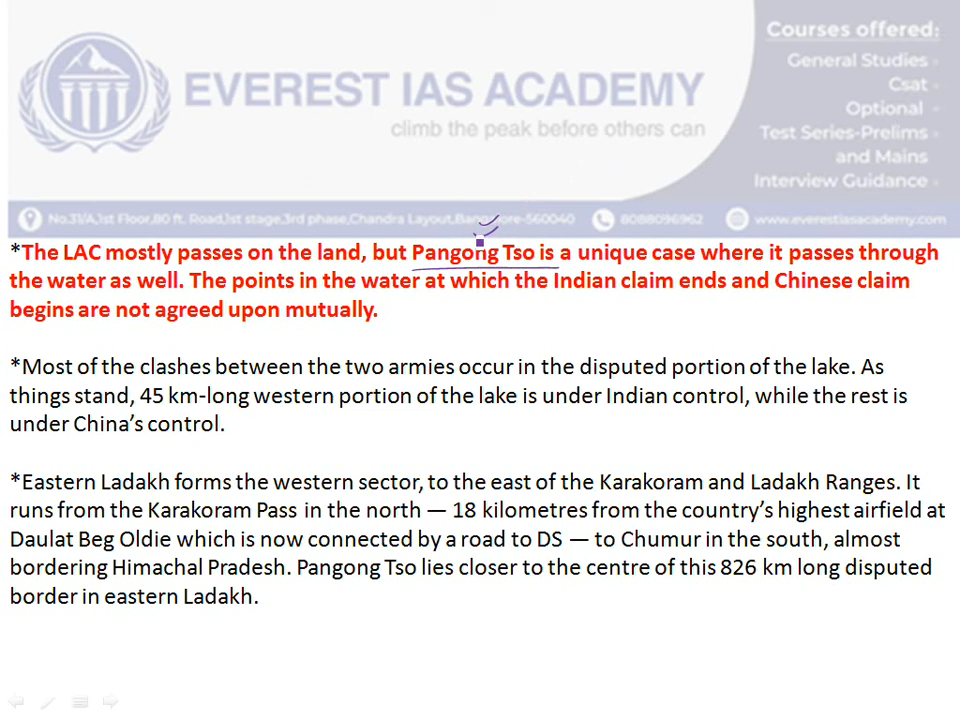 Courses offered:
General Studies
EVEREST IAS ACADEMY
Csat
Optional
climb the peak before others can
Test Series-Prelims
and Mains
Interview Guidance
No.31/A,1st Floor,80 ft. Road,1st stage,3rd phase,Chandra Layout, -560040 8088096962 www.everestiasacademy.com
*The LAC mostly passes on the land, but Pangong Tso is a unique case where it passes through
the water as well. The points in the water at which the Indian claim ends and Chinese claim
begins are not agreed upon mutually.
*Most of the clashes between the two armies occur in the disputed portion of the lake. As
things stand, 45 km-long western portion of the lake is under Indian control, while the rest is
under China’s control.
*Eastern Ladakh forms the western sector, to the east of the Karakoram and Ladakh Ranges. It
runs from the Karakoram Pass in the north — 18 kilometres from the country’s highest airfield at
Daulat Beg Oldie which is now connected by a road to DS — to Chumur in the south, almost
bordering Himachal Pradesh. Pangong Tso lies closer to the centre of this 826 km long disputed
border in eastern Ladakh.